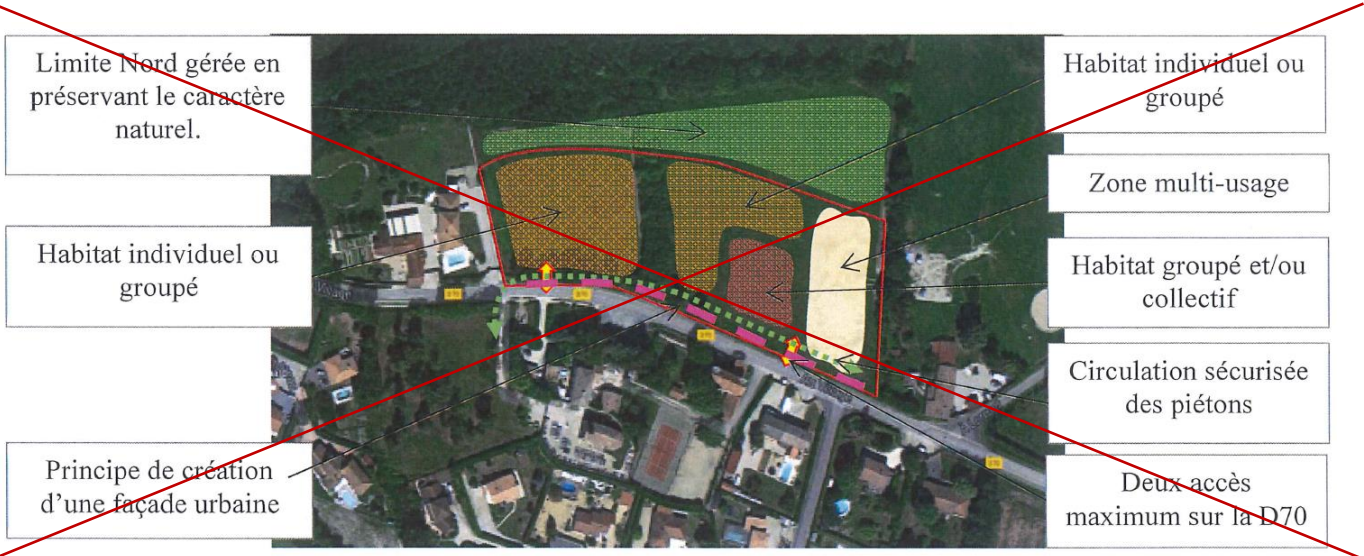 Limite Nord gérée en
préservant le caractère
naturel.
Habitat individuel ou
groupé
Principe de création
d'une façade urbaine
Habitat individuel ou
groupé
Zone multi-usage
Habitat groupé et/ou
collectif
Circulation sécurisée
des piétons
Deux accès
maximum sur la D70